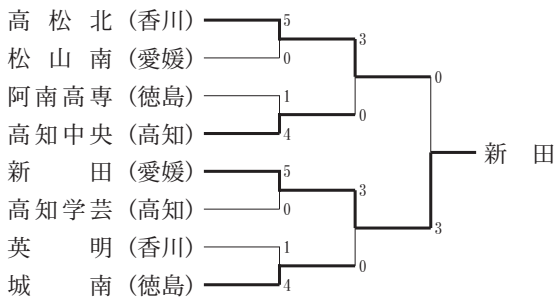 高松北(香川)
5
松山南(愛媛)
0
3
阿南高専(徳島)
1
0
高知中央(高知)
4
0
新田(愛媛)
5
新田
高知学芸(高知)
0
3
英明(香川)
1
3
城南(徳島)
4
0